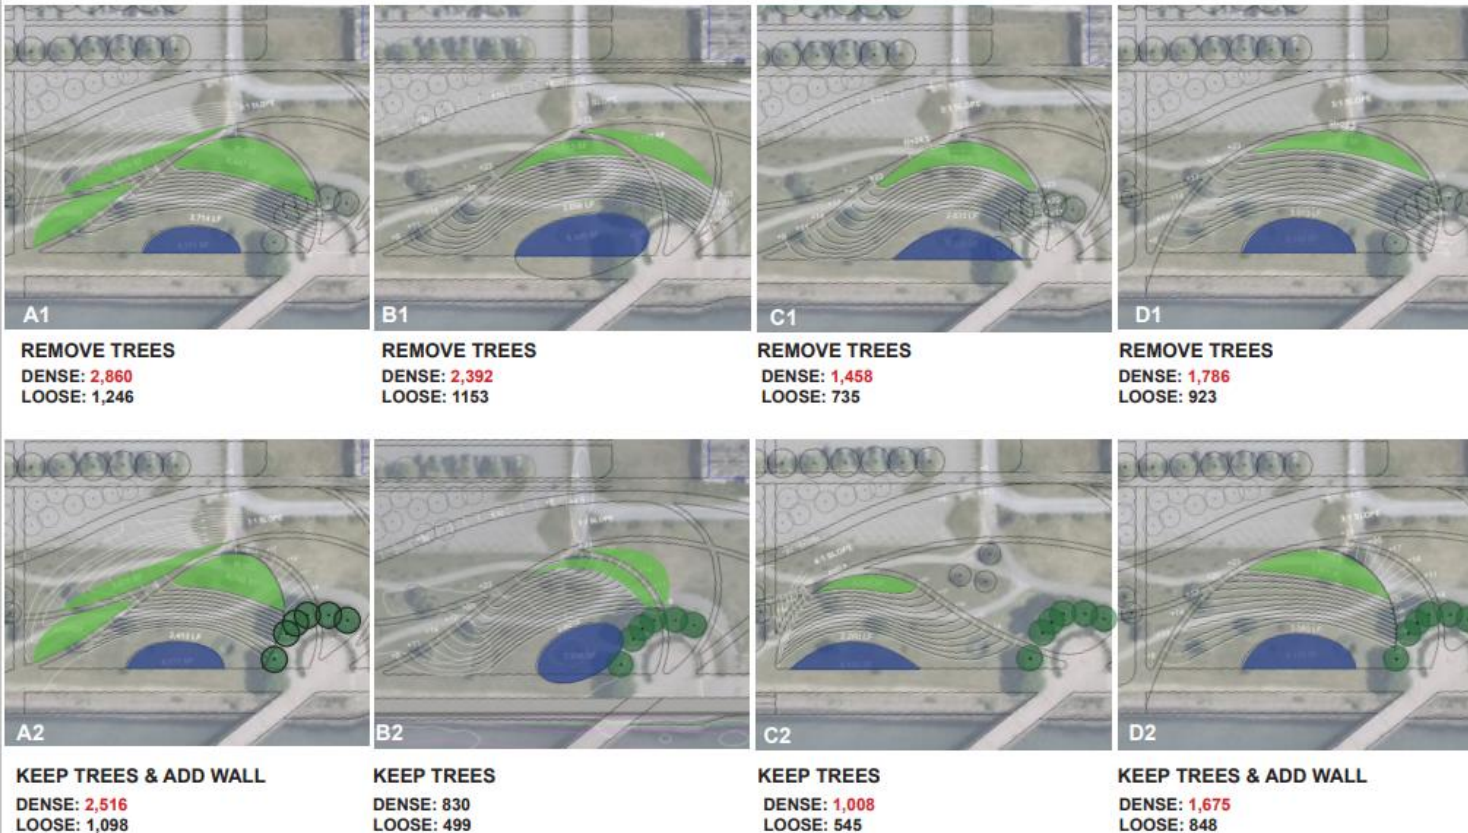 A1
B1
C1
D1
REMOVE TREES
DENSE: 2,860
LOOSE: 1,246
REMOVE TREES
DENSE: 2,392
LOOSE: 1153
REMOVE TREES
DENSE: 1,458
LOOSE: 735
REMOVE TREES
DENSE: 1,786
LOOSE: 923
A2
B2
C2
D2
KEEP TREES & ADD WALL
DENSE: 2,516
LOOSE: 1,098
KEEP TREES
DENSE: 830
LOOSE: 499
KEEP TREES
DENSE: 1,008
LOOSE: 545
KEEP TREES & ADD WALL
DENSE: 1,675
LOOSE: 848